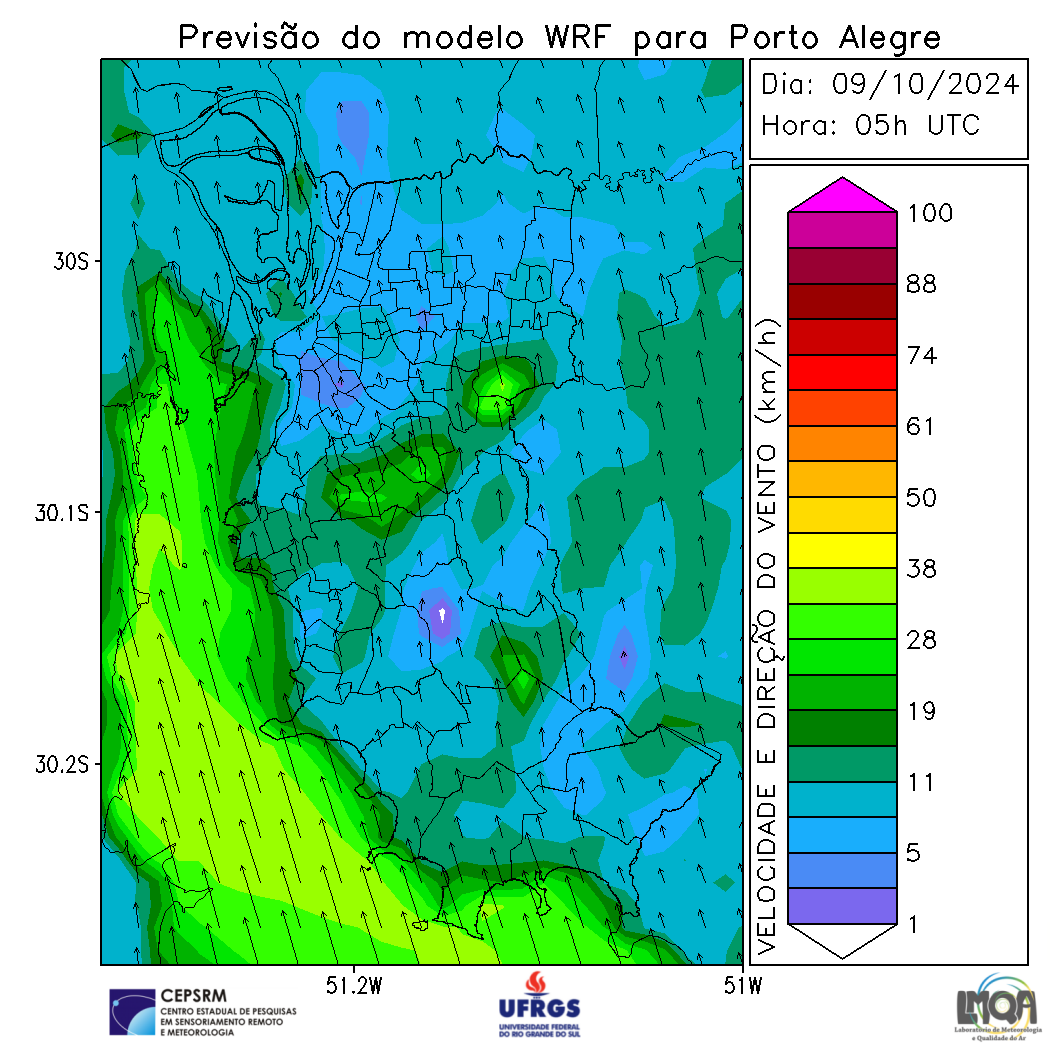 Previsão do modelo WRF para Porto Alegre
Dia: 09/10/2024
Hora: 05h UTC
30S
30.1S
30.2S
51.2W
51W
VELOCIDADE E DIREÇÃO DO VENTO (km/h)
100
88
74
61
50
38
28
19
11
5
1
CEPSRM
CENTRO ESTADUAL DE PESQUISAS
EM SENSORIAMENTO REMOTO
E METEOROLOGIA
UFRGS
UNIVERSIDADE FEDERAL
DO RIO GRANDE DO SUL
LMQA
Laboratório de Meteorologia
e Qualidade do Ar